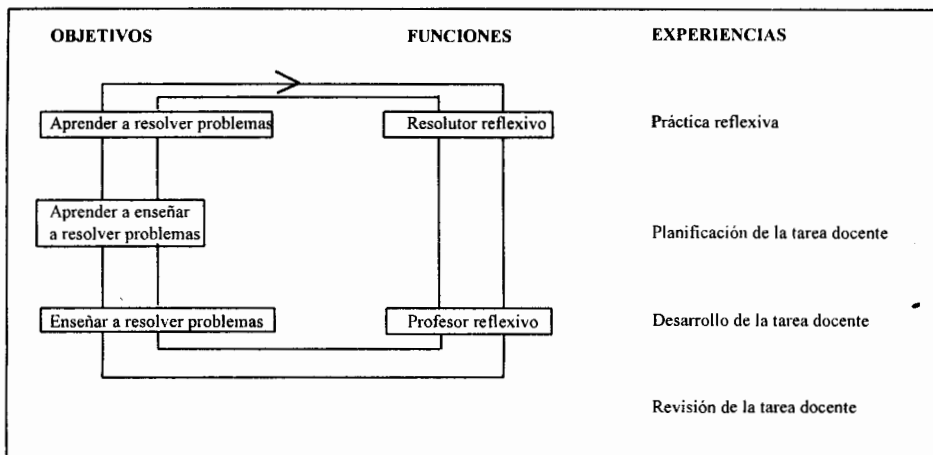 OBJETIVOS FUNCIONES EXPERIENCIAS
Aprender a resolver problemas Resolutor reflexivo Práctica reflexiva
Aprender a enseñar
a resolver problemas Planificación de la tarea docente
Enseñar a resolver problemas Profesor reflexivo Desarrollo de la tarea docente
Revisión de la tarea docente